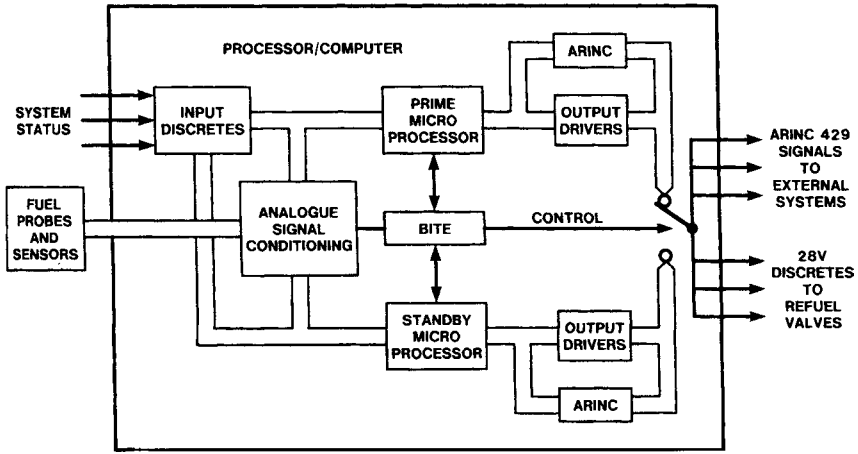 PROCESSOR/COMPUTER
SYSTEM
STATUS
INPUT
DISCRETES
PRIME
MICRO
PROCESSOR
ARINC
OUTPUT
DRIVERS
ARINC 429
SIGNALS
TO
EXTERNAL
SYSTEMS
FUEL
PROBES
AND
SENSORS
ANALOGUE
SIGNAL
CONDITIONING
BITE
CONTROL
28V
DISCRETES
TO
REFUEL
VALVES
STANDBY
MICRO
PROCESSOR
OUTPUT
DRIVERS
ARINC